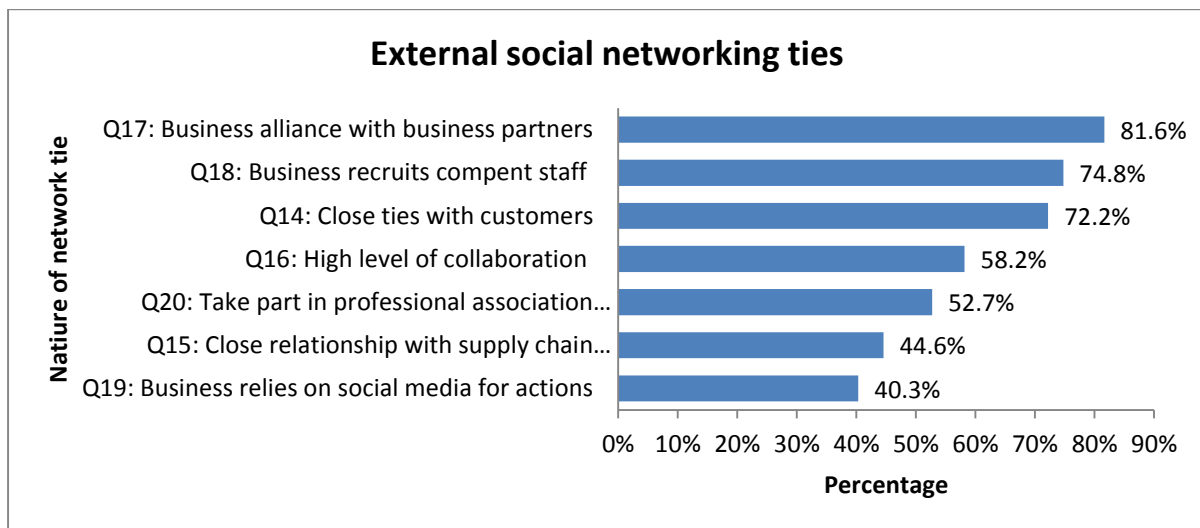 External social networking ties
Natiure of network tie
Q17: Business alliance with business partners 81.6%
Q18: Business recruits compent staff 74.8%
Q14: Close ties with customers 72.2%
Q16: High level of collaboration 58.2%
Q20: Take part in professional association… 52.7%
Q15: Close relationship with supply chain… 44.6%
Q19: Business relies on social media for actions 40.3%
0% 10% 20% 30% 40% 50% 60% 70% 80% 90%
Percentage